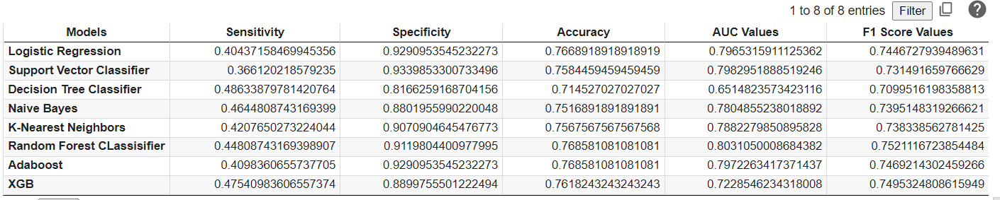 1 to 8 of 8 entries Filter ?
Models Sensitivity Specificity Accuracy AUC Values F1 Score Values
Logistic Regression 0.40437158469945356 0.9290953545232273 0.7668918918918919 0.7965315911125362 0.7446727939489631
Support Vector Classifier 0.366120218579235 0.9339853300733496 0.7584459459459459 0.7982951888519246 0.731491659766629
Decision Tree Classifier 0.48633879781420764 0.8166259168704156 0.714527027027027 0.6514823573423116 0.7099516198358813
Naive Bayes 0.4644808743169399 0.8801955990220048 0.7516891891891891 0.7804855238018892 0.7395148319266621
K-Nearest Neighbors 0.4207650273224044 0.9070904645476773 0.7567567567567568 0.7882279850895828 0.738338562781425
Random Forest CLassisifier 0.44808743169398907 0.9119804400977995 0.768581081081081 0.8031050008684382 0.7521116723854484
Adaboost 0.4098360655737705 0.9290953545232273 0.768581081081081 0.7972263417371437 0.7469214302459266
XGB 0.47540983606557374 0.8899755501222494 0.7618243243243243 0.7228546234318008 0.7495324808615949